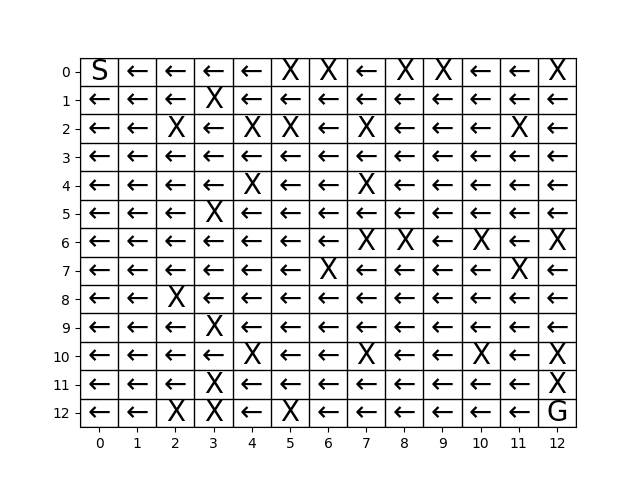 0 S ← ← ← ← X X ← X X ← ← X
1 ← ← ← X ← ← ← ← ← ← ← ← ←
2 ← ← X ← X X ← X ← ← ← X ←
3 ← ← ← ← ← ← ← ← ← ← ← ← ←
4 ← ← ← ← X ← ← X ← ← ← ← ←
5 ← ← ← X ← ← ← ← ← ← ← ← ←
6 ← ← ← ← ← ← ← X X ← X ← X
7 ← ← ← ← ← ← X ← ← ← ← X ←
8 ← ← X ← ← ← ← ← ← ← ← ← ←
9 ← ← ← X ← ← ← ← ← ← ← ← ←
10 ← ← ← ← X ← ← X ← ← X ← X
11 ← ← ← X ← ← ← ← ← ← ← ← X
12 ← ← X X ← X ← ← ← ← ← ← G
0 1 2 3 4 5 6 7 8 9 10 11 12